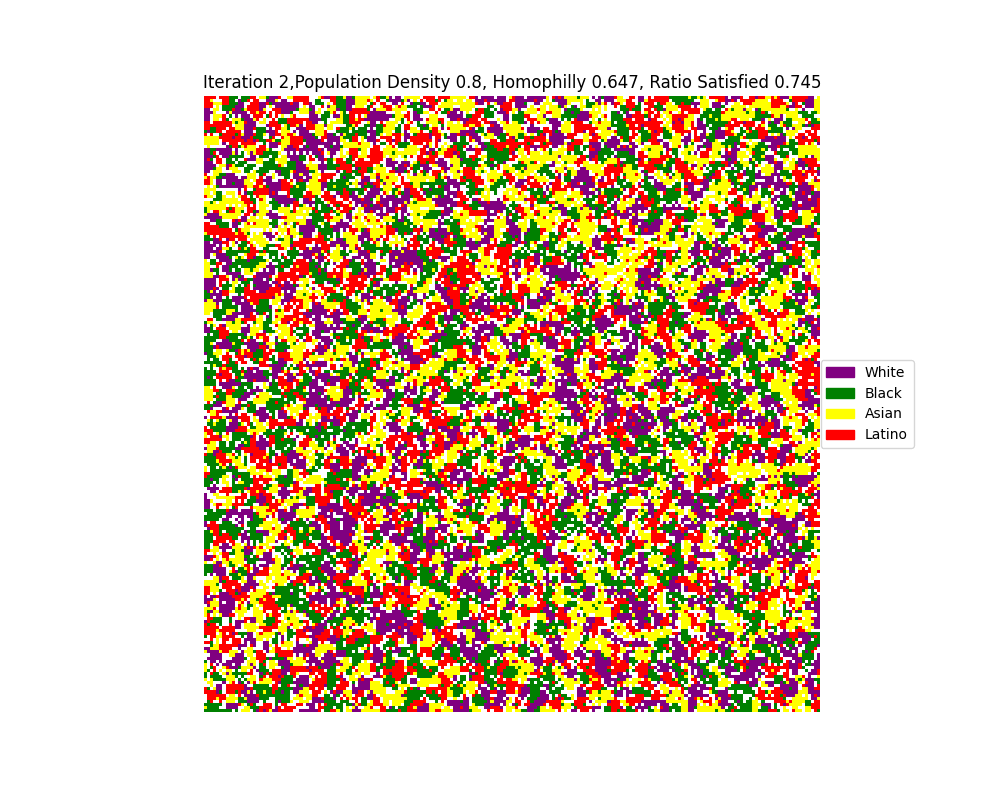 Iteration 2,Population Density 0.8, Homophilly 0.647, Ratio Satisfied 0.745
White
Black
Asian
Latino